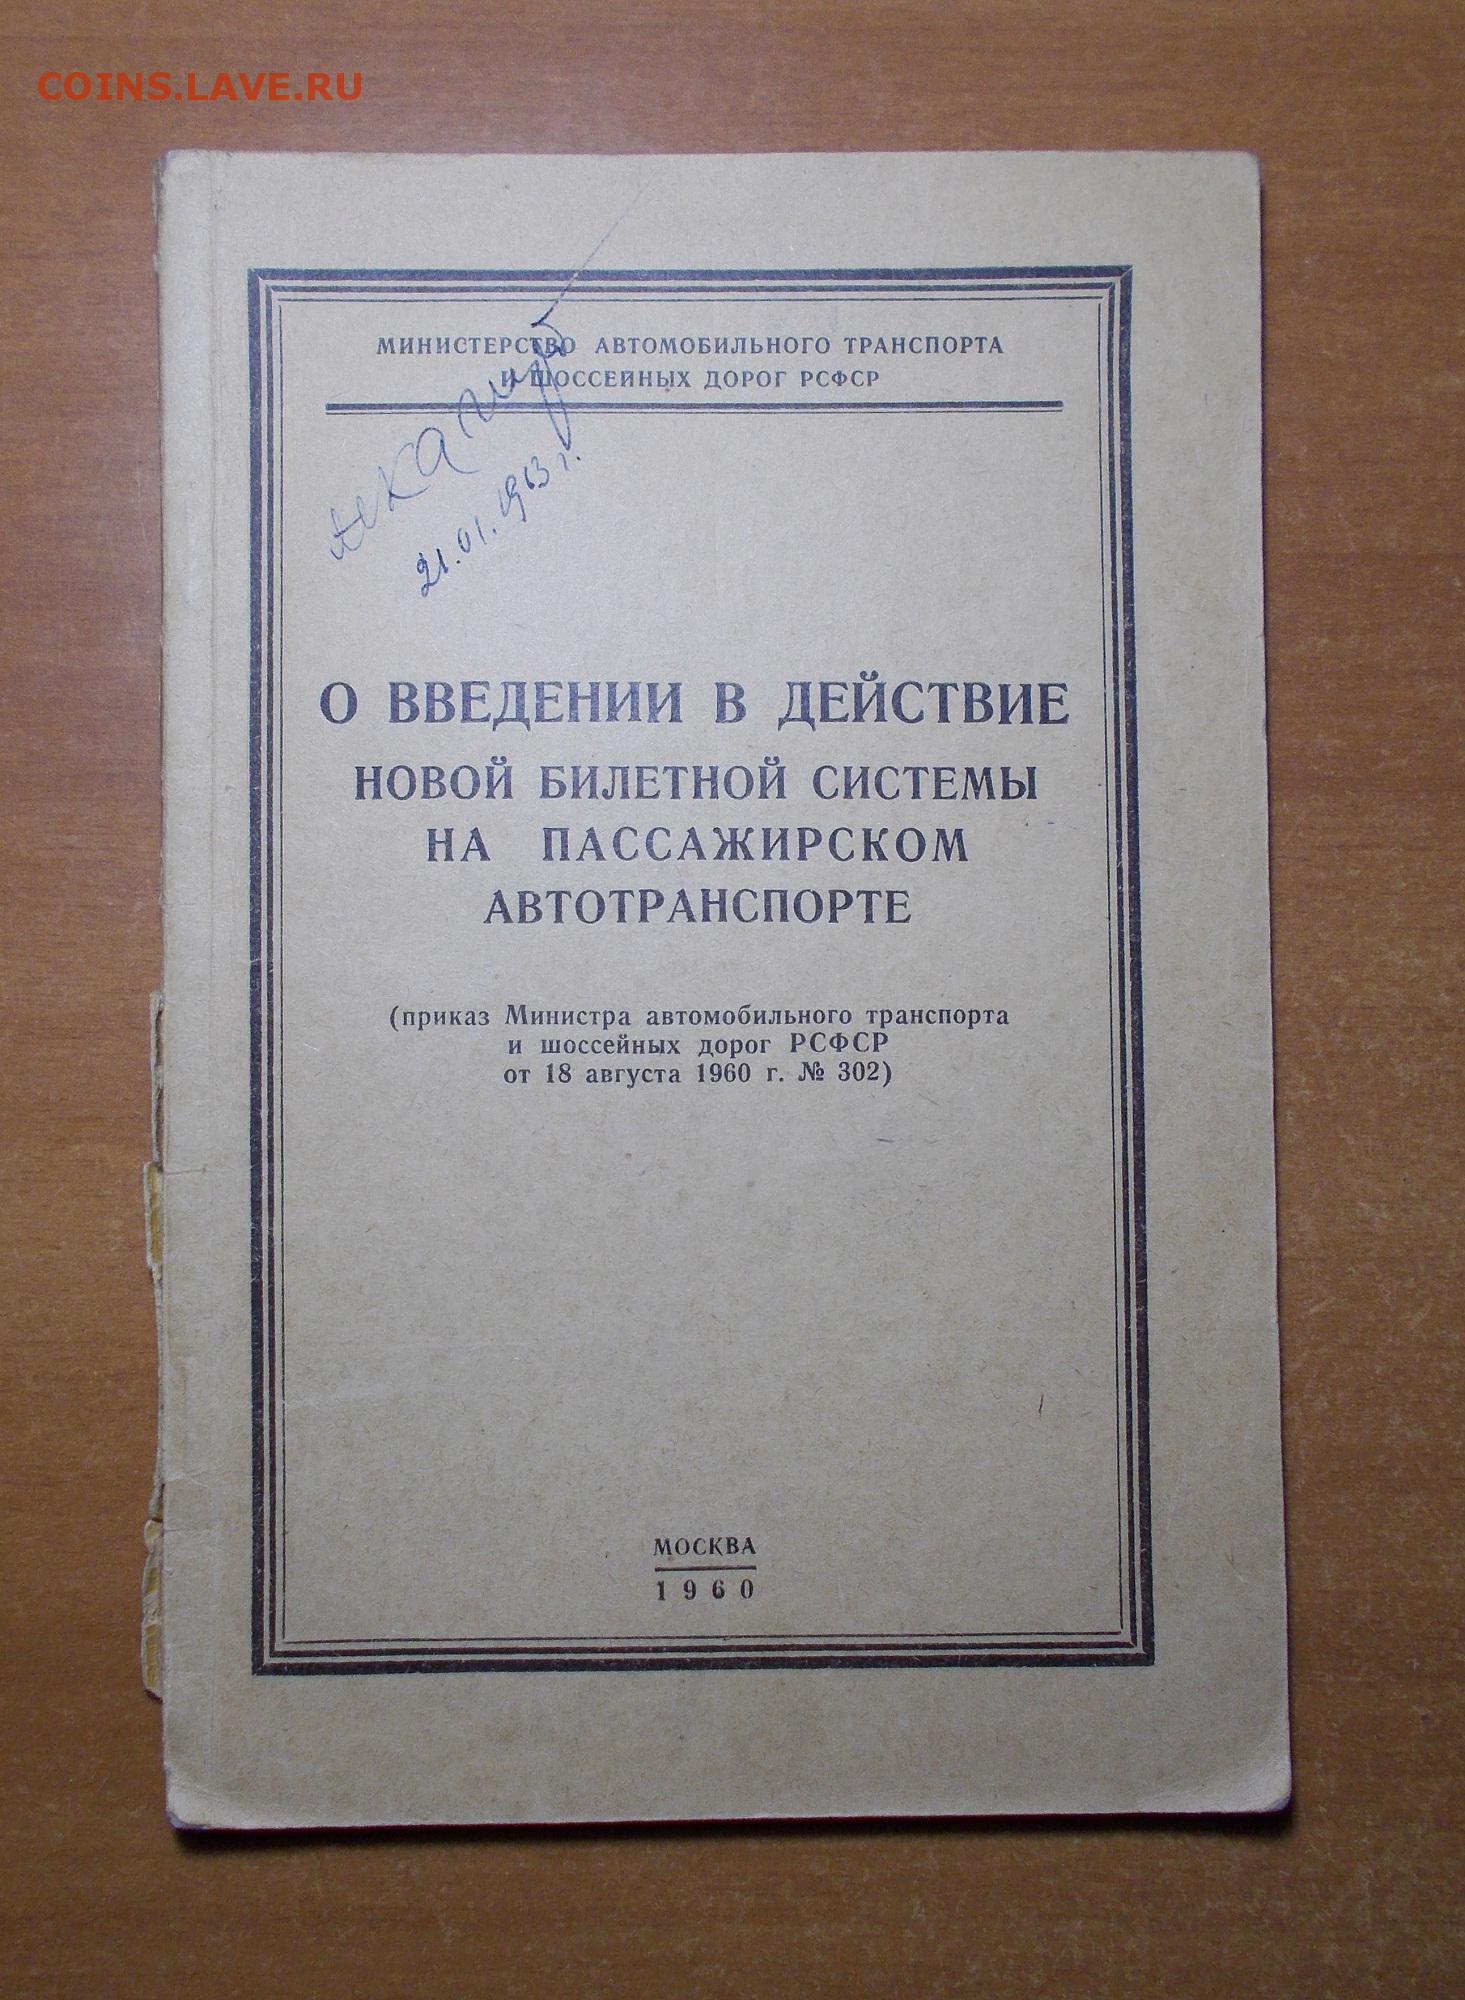 COINS.LAVE.RU
МИНИСТЕРСТВО АВТОМОБИЛЬНОГО ТРАНСПОРТА
И ШОССЕЙНЫХ ДОРОГ РСФСР
21.01.1963 г.
О ВВЕДЕНИИ В ДЕЙСТВИЕ
НОВОЙ БИЛЕТНОЙ СИСТЕМЫ
НА ПАССАЖИРСКОМ
АВТОТРАНСПОРТЕ
(приказ Министра автомобильного транспорта
и шоссейных дорог РСФСР
от 18 августа 1960 г. № 302)
МОСКВА
1960